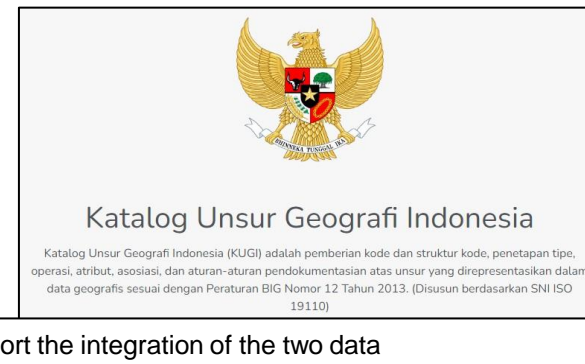 BHINNEKA TUNGGAL IKA
Katalog Unsur Geografi Indonesia
Katalog Unsur Geografi Indonesia (KUGI) adalah pemberian kode dan struktur kode, penetapan tipe,
operasi, atribut, asosiasi, dan aturan-aturan pendokumentasian atas unsur yang direpresentasikan dalam
data geografis sesuai dengan Peraturan BIG Nomor 12 Tahun 2013. (Disusun berdasarkan SNI ISO
19110)
ort the integration of the two data